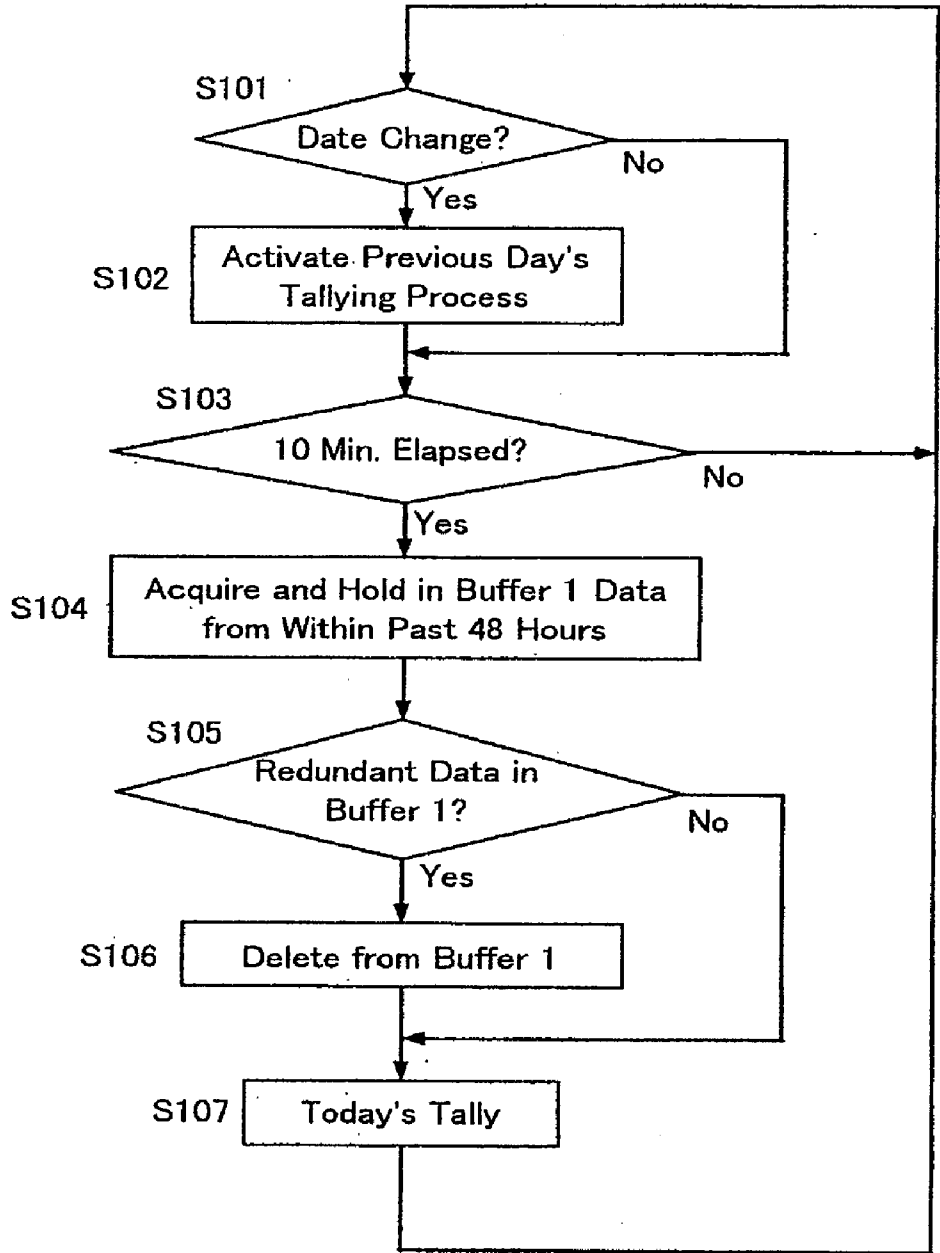 S101
Date Change?
No
Yes
S102
Activate Previous Day's
Tallying Process
S103
10 Min. Elapsed?
No
Yes
S104
Acquire and Hold in Buffer 1 Data
from Within Past 48 Hours
S105
Redundant Data in
Buffer 1?
No
Yes
S106
Delete from Buffer 1
S107
Today's Tally